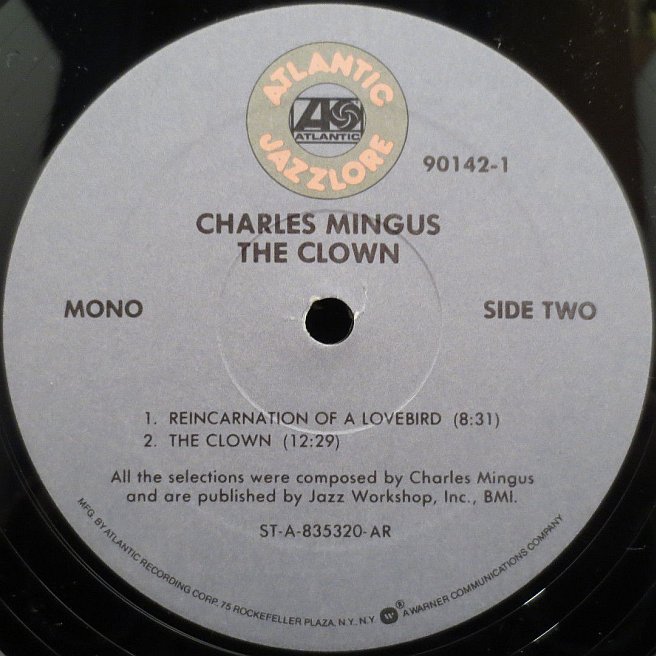 ATLANTIC
ATLANTIC
JAZZLORE
90142-1
CHARLES MINGUS
THE CLOWN
MONO
SIDE TWO
1. REINCARNATION OF A LOVEBIRD (8:31)
2. THE CLOWN (12:29)
All the selections were composed by Charles Mingus
and are published by Jazz Workshop, Inc., BMI.
ST-A-835320-AR
MFG. BY ATLANTIC RECORDING CORP. 75 ROCKEFELLER PLAZA, N.Y., N.Y. ® A WARNER COMMUNICATIONS COMPANY